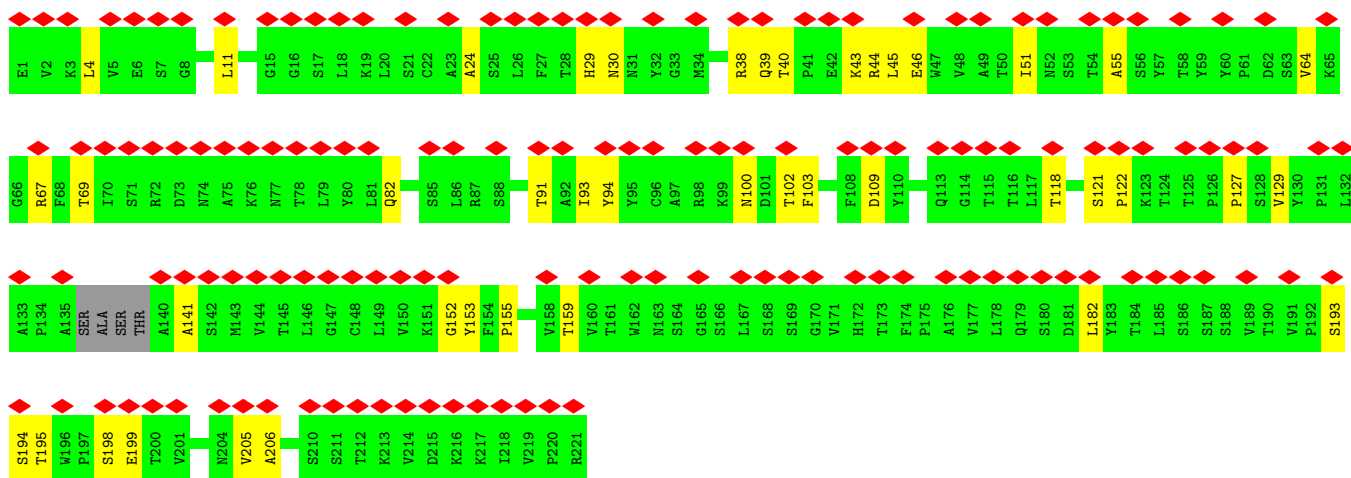 E1 V2 K3 L4 V5 E6 S7 G8 L11 G15 G16 S17 L18 K19 L20 S21 C22 A23 A24 S25 L26 F27 T28 H29 N30 N31 Y32 G33 M34 R38 Q39 T40 P41 E42 K43 R44 L45 E46 W47 V48 A49 T50 I51 N52 S53 T54 A55 S56 Y57 T58 Y59 Y60 P61 D62 S63 V64 K65
G66 R67 F68 T69 I70 S71 R72 D73 N74 A75 K76 N77 T78 L79 Y80 L81 Q82 S85 L86 R87 S88 T91 A92 I93 Y94 Y95 C96 A97 R98 K99 N100 D101 T102 F103 F108 D109 Y110 Q113 G114 T115 T116 L117 T118 S121 P122 K123 T124 T125 P126 P127 S128 V129 Y130 P131 L132
A133 P134 A135 SER ALA SER THR A140 A141 S142 M143 V144 T145 L146 G147 C148 L149 V150 K151 G152 Y153 F154 P155 V158 T159 V160 T161 W162 N163 S164 G165 S166 L167 S168 S169 G170 V171 H172 T173 F174 P175 A176 V177 L178 Q179 S180 D181 L182 Y183 T184 L185 S186 S187 S188 V189 T190 V191 P192 S193
S194 T195 W196 P197 S198 E199 T200 V201 N204 V205 A206 S210 S211 T212 K213 V214 D215 K216 K217 I218 V219 P220 R221